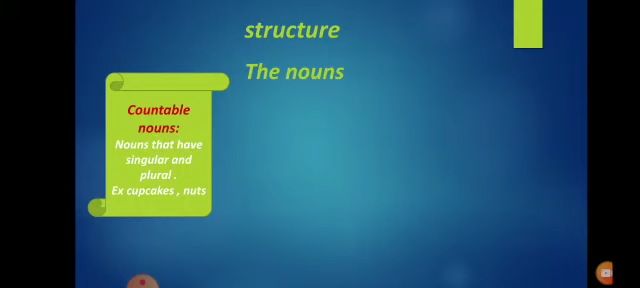 structure
The nouns
Countable
nouns:
Nouns that have
singular and
plural .
Ex cupcakes , nuts